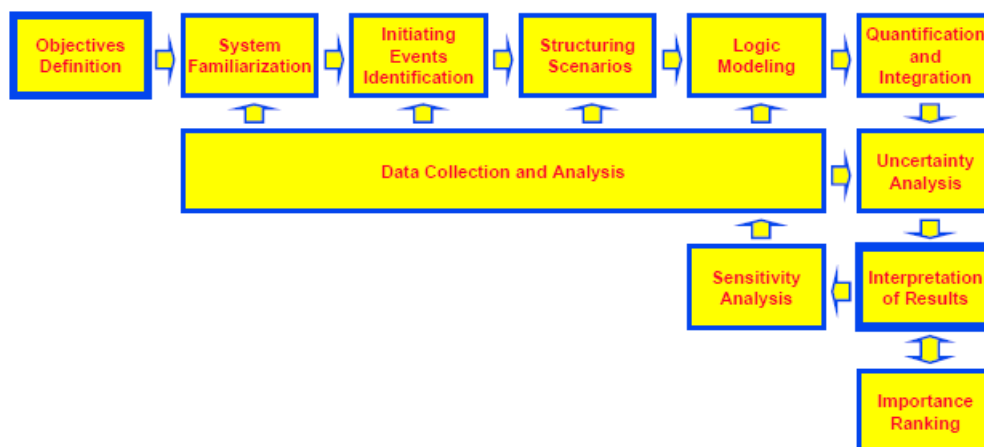 Objectives
Definition
System
Familiarization
Initiating
Events
Identification
Structuring
Scenarios
Logic
Modeling
Quantification
and
Integration
Data Collection and Analysis
Uncertainty
Analysis
Sensitivity
Analysis
Interpretation
of Results
Importance
Ranking